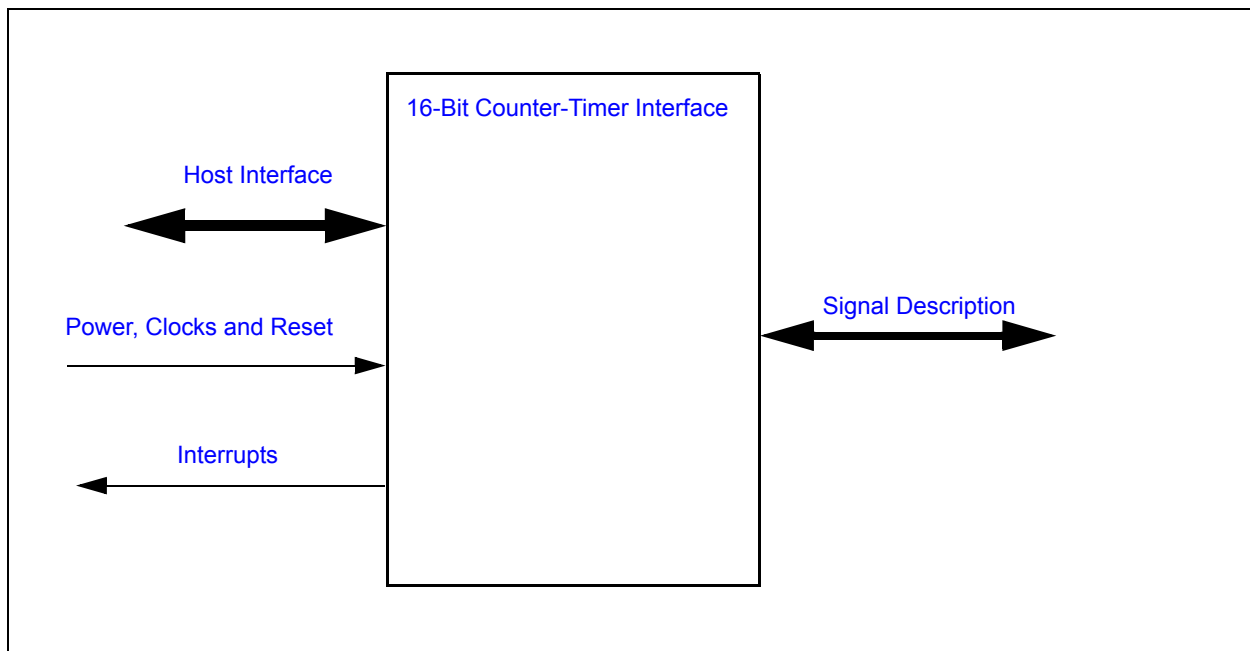 16-Bit Counter-Timer Interface
Host Interface
Signal Description
Power, Clocks and Reset
Interrupts